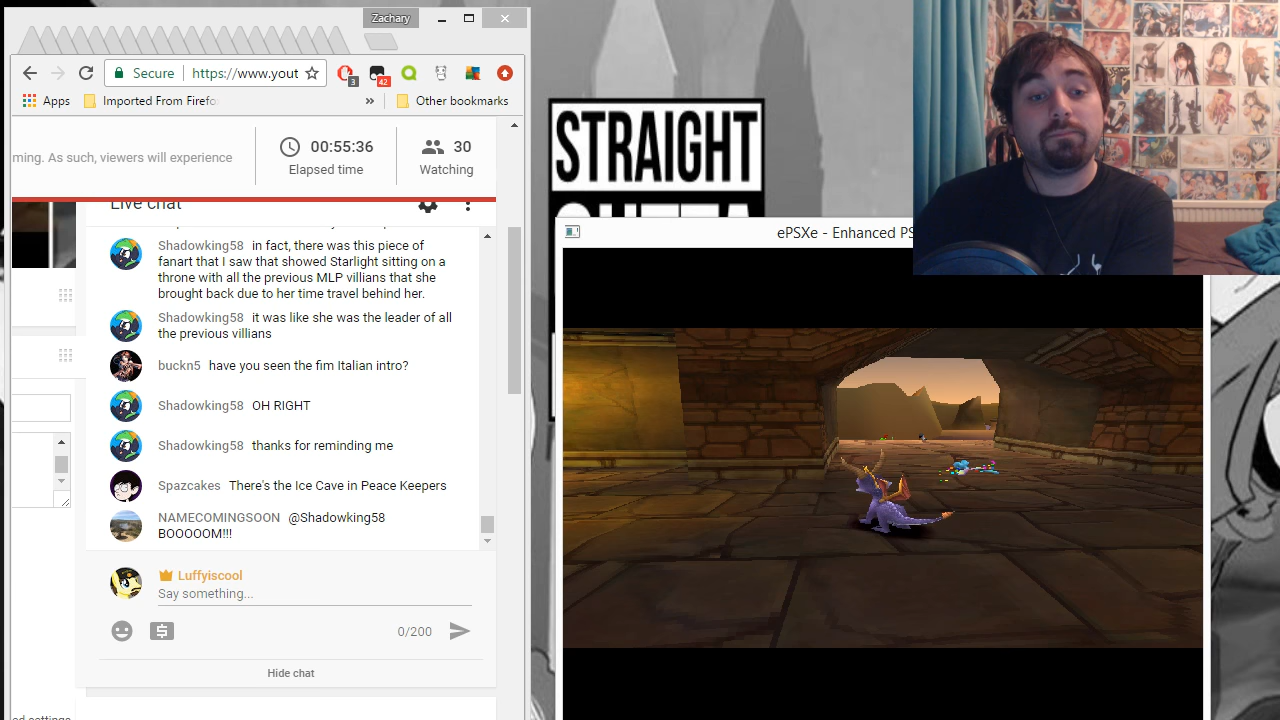 Zachary
Secure
https://www.yout
3
42
Apps
Imported From Firefo
»
Other bookmarks
ming. As such, viewers will experience
00:55:36
Elapsed time
30
Watching
Live chat
Shadowking58 in fact, there was this piece of
fanart that I saw that showed Starlight sitting on a
throne with all the previous MLP villians that she
brought back due to her time travel behind her.
Shadowking58 it was like she was the leader of all
the previous villians
buckn5 have you seen the fim Italian intro?
Shadowking58 OH RIGHT
Shadowking58 thanks for reminding me
Spazcakes There's the Ice Cave in Peace Keepers
NAMECOMINGSOON @Shadowking58
BOOOOOM!!!
Luffyiscool
Say something...
0/200
Hide chat
ed settings
STRAIGHT
OUTTA
ePSXe - Enhanced PS